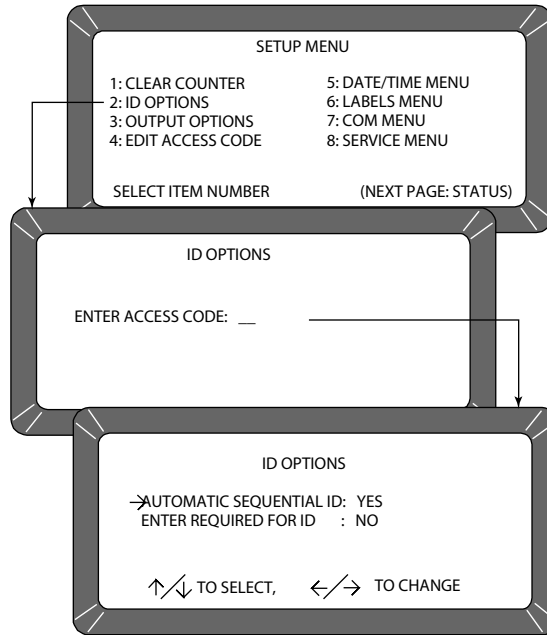 SETUP MENU
1: CLEAR COUNTER 5: DATE/TIME MENU
2: ID OPTIONS 6: LABELS MENU
3: OUTPUT OPTIONS 7: COM MENU
4: EDIT ACCESS CODE 8: SERVICE MENU
SELECT ITEM NUMBER (NEXT PAGE: STATUS)
ID OPTIONS
ENTER ACCESS CODE: __
ID OPTIONS
→AUTOMATIC SEQUENTIAL ID: YES
ENTER REQUIRED FOR ID : NO
↑/↓ TO SELECT, ←/→ TO CHANGE